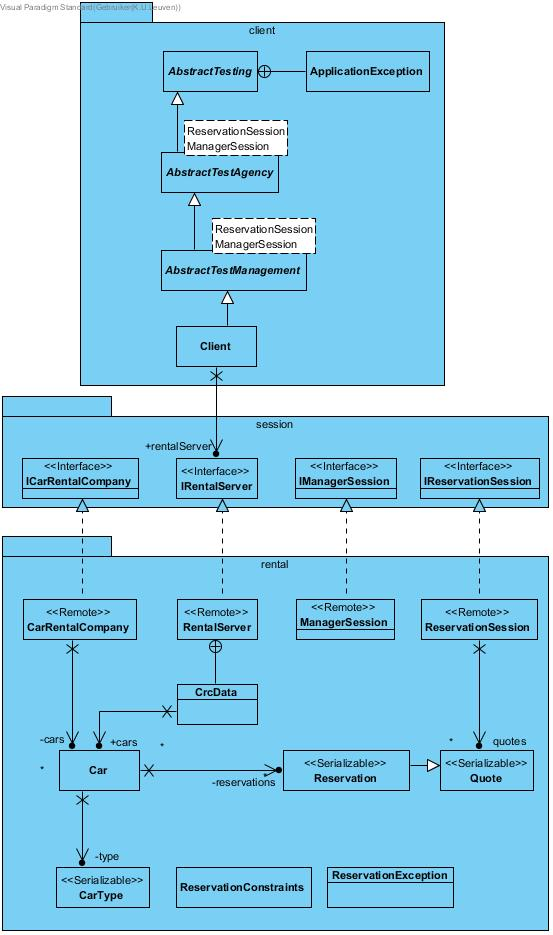 Visual Paradigm Standard(Gebruiker(K.U.Leuven))
client
AbstractTesting
ApplicationException
ReservationSession
ManagerSession
AbstractTestAgency
ReservationSession
ManagerSession
AbstractTestManagement
Client
session
+rentalServer
<<Interface>>
ICarRentalCompany
<<Interface>>
IRentalServer
<<Interface>>
IManagerSession
<<Interface>>
IReservationSession
rental
<<Remote>>
CarRentalCompany
<<Remote>>
RentalServer
<<Remote>>
ManagerSession
<<Remote>>
ReservationSession
CrcData
-cars
+cars
*
*
quotes
*
Car
-reservations
*
<<Serializable>>
Reservation
<<Serializable>>
Quote
-type
<<Serializable>>
CarType
ReservationConstraints
ReservationException